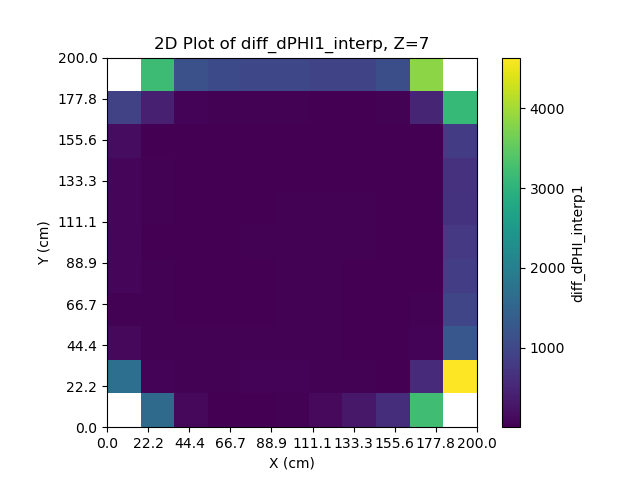 2D Plot of diff_dPHI1_interp, Z=7
200.0
177.8
155.6
133.3
111.1
88.9
66.7
44.4
22.2
0.0
Y (cm)
0.0 22.2 44.4 66.7 88.9 111.1 133.3 155.6 177.8 200.0
X (cm)
4000
3000
2000
1000
diff_dPHI_interp1